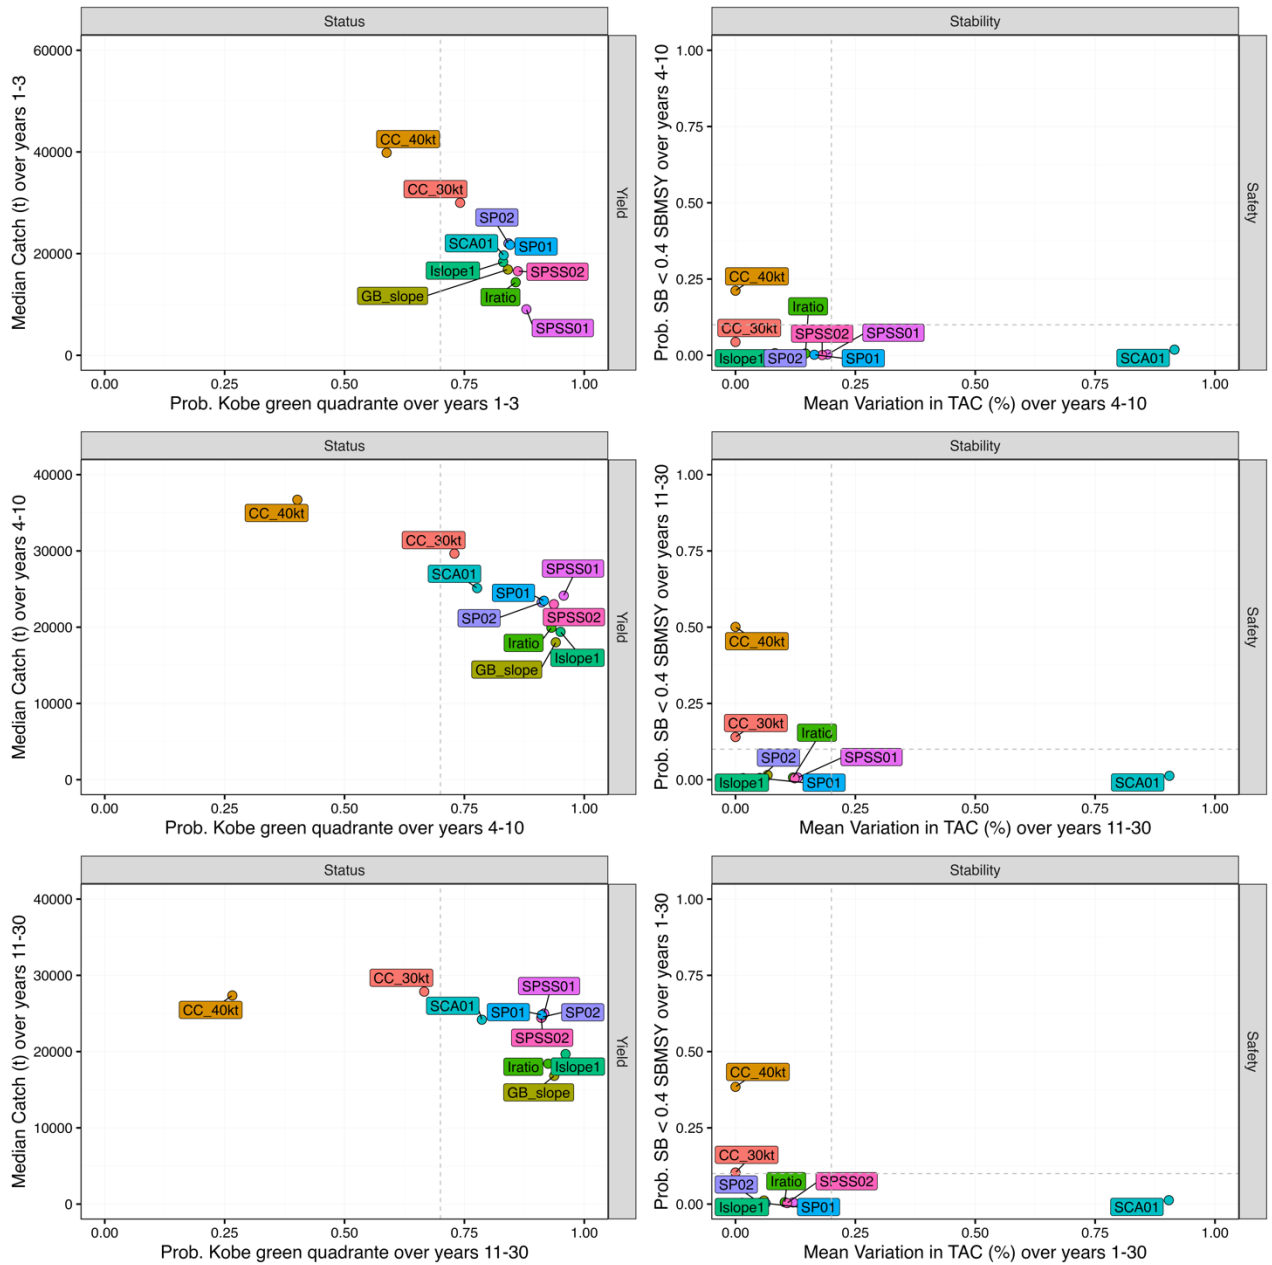 Status
Yield
Median Catch (t) over years 1-3
60000
40000
20000
0
CC_40kt
CC_30kt
SP02
SCA01
SP01
Islope1
SPSS02
GB_slope
Iratio
SPSS01
0.00 0.25 0.50 0.75 1.00
Prob. Kobe green quadrante over years 1-3
Stability
Safety
Prob. SB < 0.4 SBMSY over years 4-10
1.00
0.75
0.50
0.25
0.00
CC_40kt
Iratio
CC_30kt
SPSS02
SPSS01
Islope1
SP02
SP01
SCA01
0.00 0.25 0.50 0.75 1.00
Mean Variation in TAC (%) over years 4-10
Status
Yield
Median Catch (t) over years 4-10
40000
30000
20000
10000
0
CC_40kt
CC_30kt
SCA01
SPSS01
SP01
SP02
SPSS02
Iratio
Islope1
GB_slope
0.00 0.25 0.50 0.75 1.00
Prob. Kobe green quadrante over years 4-10
Stability
Safety
Prob. SB < 0.4 SBMSY over years 11-30
1.00
0.75
0.50
0.25
0.00
CC_40kt
CC_30kt
Iratio
SP02
SPSS01
Islope1
SP01
SCA01
0.00 0.25 0.50 0.75 1.00
Mean Variation in TAC (%) over years 11-30
Status
Yield
Median Catch (t) over years 11-30
40000
30000
20000
10000
0
CC_30kt
CC_40kt
SCA01
SPSS01
SP01
SP02
SPSS02
Iratio
Islope1
GB_slope
0.00 0.25 0.50 0.75 1.00
Prob. Kobe green quadrante over years 11-30
Stability
Safety
Prob. SB < 0.4 SBMSY over years 1-30
1.00
0.75
0.50
0.25
0.00
CC_40kt
CC_30kt
SP02
Iratio
SPSS02
Islope1
SP01
SCA01
0.00 0.25 0.50 0.75 1.00
Mean Variation in TAC (%) over years 1-30